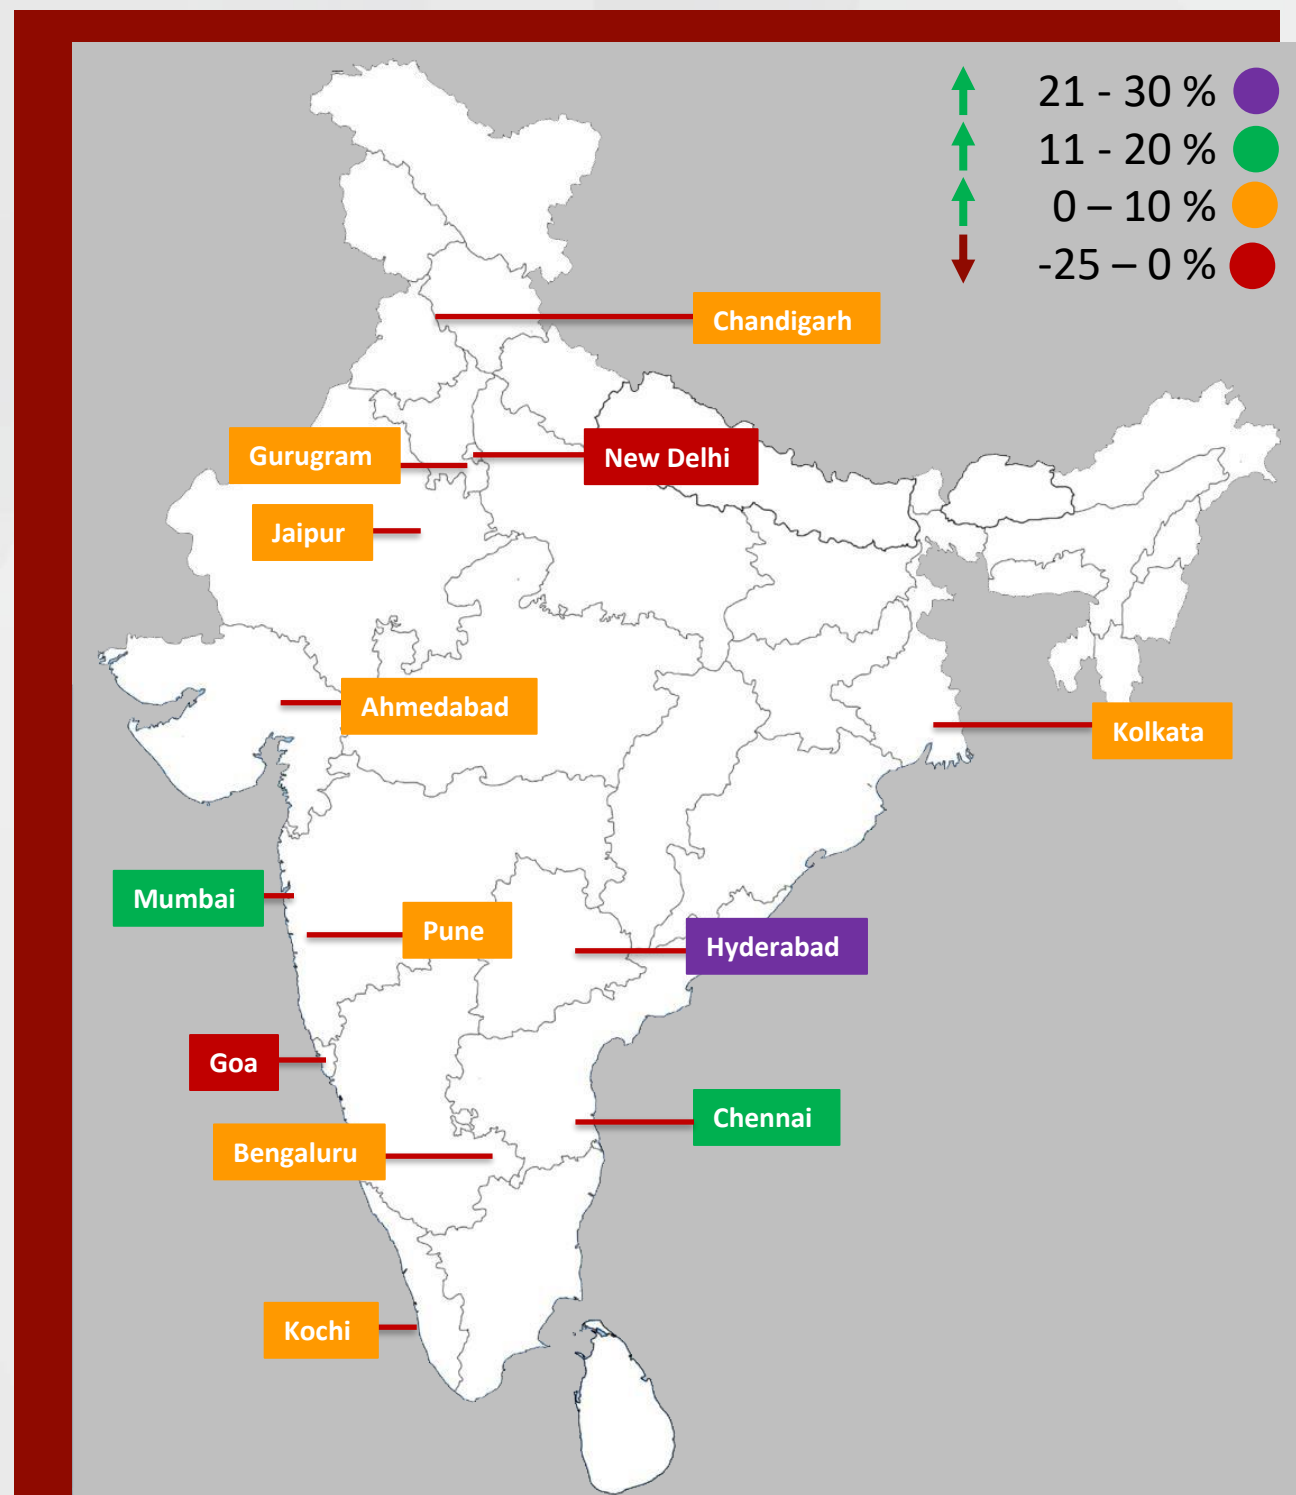 21 - 30 %
11 - 20 %
0 – 10 %
-25 – 0 %
Chandigarh
Gurugram
New Delhi
Jaipur
Ahmedabad
Kolkata
Mumbai
Pune
Hyderabad
Goa
Chennai
Bengaluru
Kochi